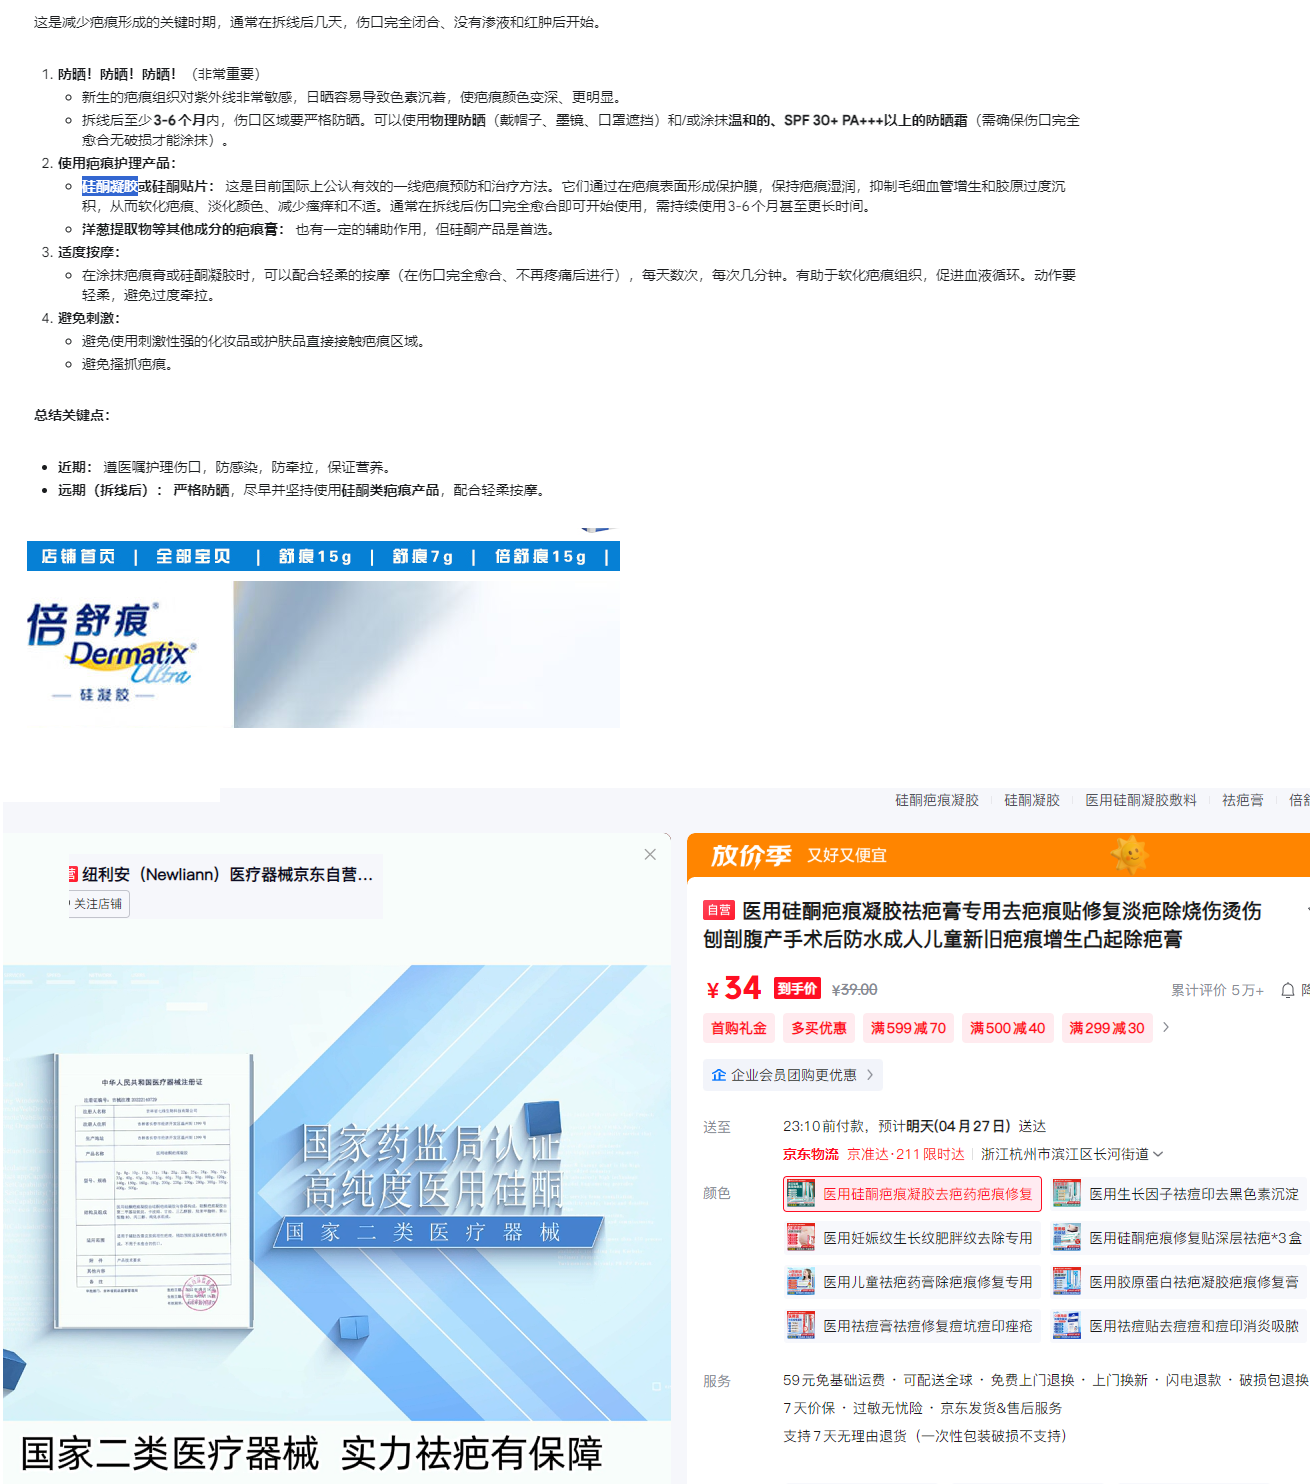 这是减少疤痕形成的关键时期，通常在拆线后几天，伤口完全闭合、没有渗液和红肿后开始。
1. 防晒！防晒！防晒！（非常重要）
新生的疤痕组织对紫外线非常敏感，日晒容易导致色素沉着，使疤痕颜色变深、更明显。
拆线后至少3-6个月内，伤口区域要严格防晒。可以使用物理防晒（戴帽子、墨镜、口罩遮挡）和/或涂抹温和的、SPF 30+ PA+++以上的防晒霜（需确保伤口完全
愈合无破损才能涂抹）。
2. 使用疤痕护理产品：
硅酮凝胶或硅酮贴片： 这是目前国际上公认有效的一线疤痕预防和治疗方法。它们通过在疤痕表面形成保护膜，保持疤痕湿润，抑制毛细血管增生和胶原过度沉
积，从而软化疤痕、淡化颜色、减少瘙痒和不适。通常在拆线后伤口完全愈合即可开始使用，需持续使用3-6个月甚至更长时间。
洋葱提取物等其他成分的疤痕膏： 也有一定的辅助作用，但硅酮产品是首选。
3. 适度按摩：
在涂抹疤痕膏或硅酮凝胶时，可以配合轻柔的按摩（在伤口完全愈合、不再疼痛后进行），每天数次，每次几分钟。有助于软化疤痕组织，促进血液循环。动作要
轻柔，避免过度牵拉。
4. 避免刺激：
避免使用刺激性强的化妆品或护肤品直接接触疤痕区域。
避免搔抓疤痕。
总结关键点：
近期： 遵医嘱护理伤口，防感染，防牵拉，保证营养。
远期（拆线后）： 严格防晒，尽早并坚持使用硅酮类疤痕产品，配合轻柔按摩。
店铺首页 | 全部宝贝 | 舒痕15g | 舒痕7g | 倍舒痕15g |
倍舒痕®
Dermatix®
Ultra
硅凝胶
硅酮疤痕凝胶 硅酮凝胶 医用硅酮凝胶敷料 祛疤膏 倍舒
纽利安（Newliann）医疗器械京东自营...
关注店铺
中华人民共和国医疗器械注册证
国家药监局认证
高纯度医用硅酮
国家二类医疗器械
国家二类医疗器械 实力祛疤有保障
放价季 又好又便宜
自营 医用硅酮疤痕凝胶祛疤膏专用去疤痕贴修复淡疤除烧伤烫伤
刨剖腹产手术后防水成人儿童新旧疤痕增生凸起除疤膏
¥34 到手价 ¥39.00 累计评价 5万+ 降
首购礼金 多买优惠 满599减70 满500减40 满299减30
企业会员团购更优惠
送至 23:10前付款，预计明天(04月27日) 送达
京东物流 京准达·211限时达 浙江杭州市滨江区长河街道
颜色 医用硅酮疤痕凝胶去疤药疤痕修复 医用生长因子祛痘印去黑色素沉淀
医用妊娠纹生长纹肥胖纹去除专用 医用硅酮疤痕修复贴深层祛疤*3盒
医用儿童祛疤药膏除疤痕修复专用 医用胶原蛋白祛疤凝胶疤痕修复膏
医用祛痘膏祛痘修复痘坑痘印痤疮 医用祛痘贴去痘痘和痘印消炎吸脓
服务 59元免基础运费 · 可配送全球 · 免费上门退换 · 上门换新 · 闪电退款 · 破损包退换
7天价保 · 过敏无忧险 · 京东发货&售后服务
支持7天无理由退货（一次性包装破损不支持）